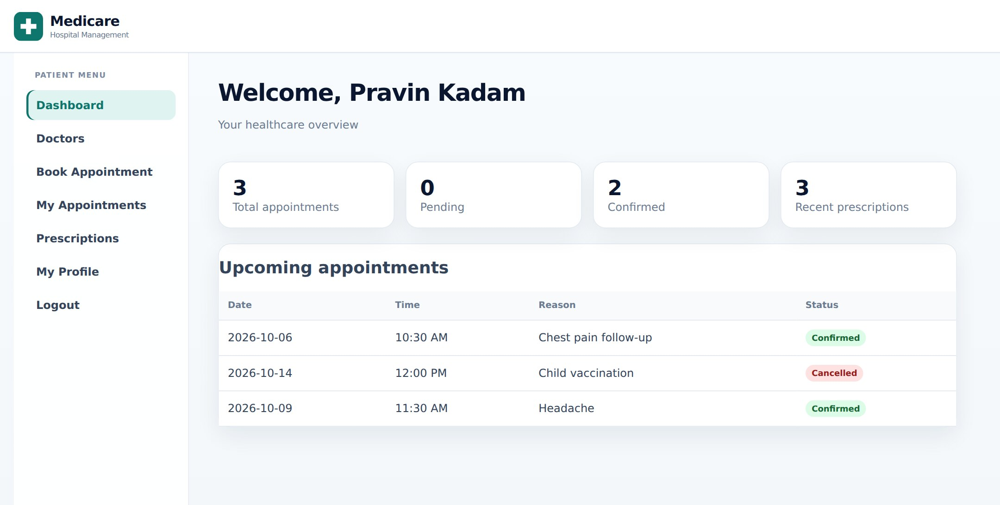 Medicare
Hospital Management
PATIENT MENU
Dashboard
Doctors
Book Appointment
My Appointments
Prescriptions
My Profile
Logout
Welcome, Pravin Kadam
Your healthcare overview
3
Total appointments
0
Pending
2
Confirmed
3
Recent prescriptions
Upcoming appointments
Date Time Reason Status
2026-10-06 10:30 AM Chest pain follow-up Confirmed
2026-10-14 12:00 PM Child vaccination Cancelled
2026-10-09 11:30 AM Headache Confirmed